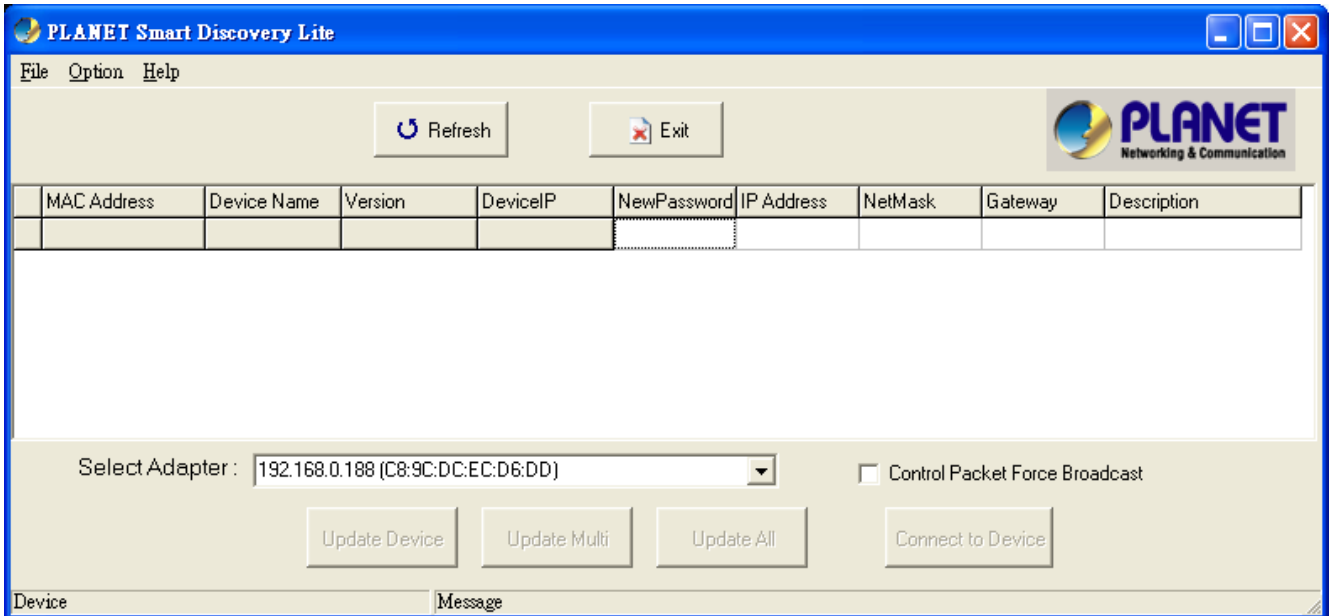 PLANET Smart Discovery Lite
File Option Help
Refresh Exit
PLANET
Networking & Communication
MAC Address Device Name Version DeviceIP NewPassword IP Address NetMask Gateway Description
Select Adapter : 192.168.0.188 (C8:9C:DC:EC:D6:DD) Control Packet Force Broadcast
Update Device Update Multi Update All Connect to Device
Device Message